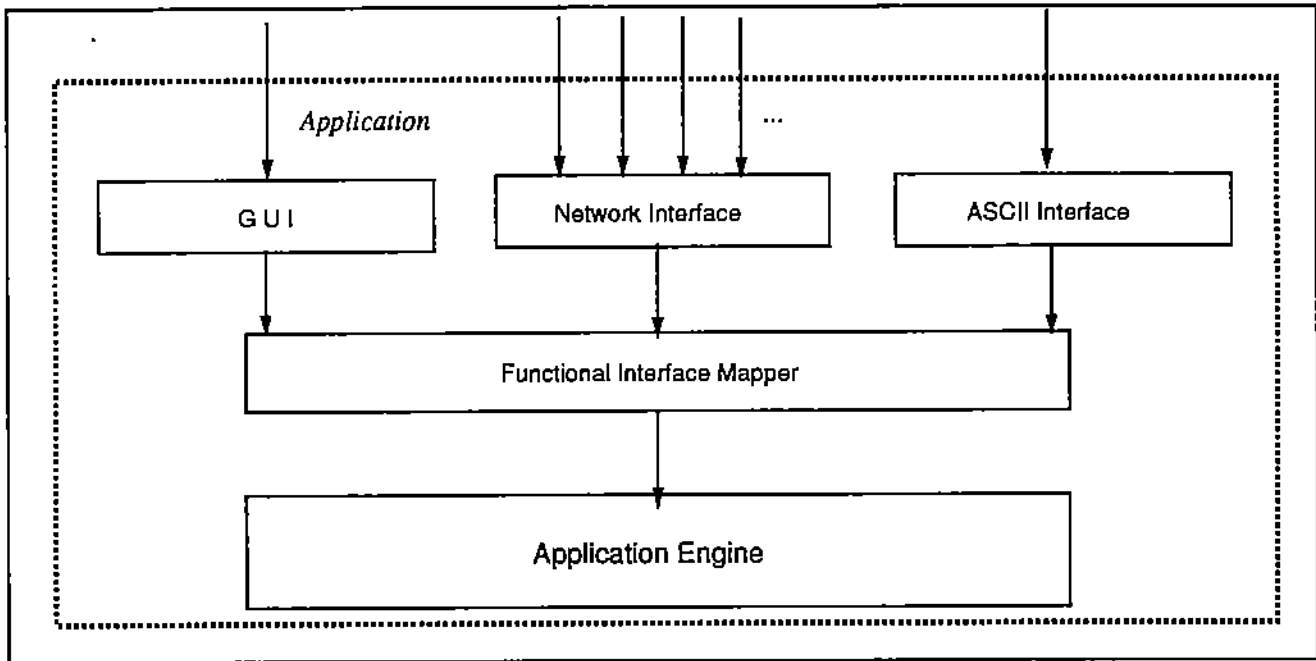 Application
...
G U I
Network Interface
ASCII Interface
Functional Interface Mapper
Application Engine